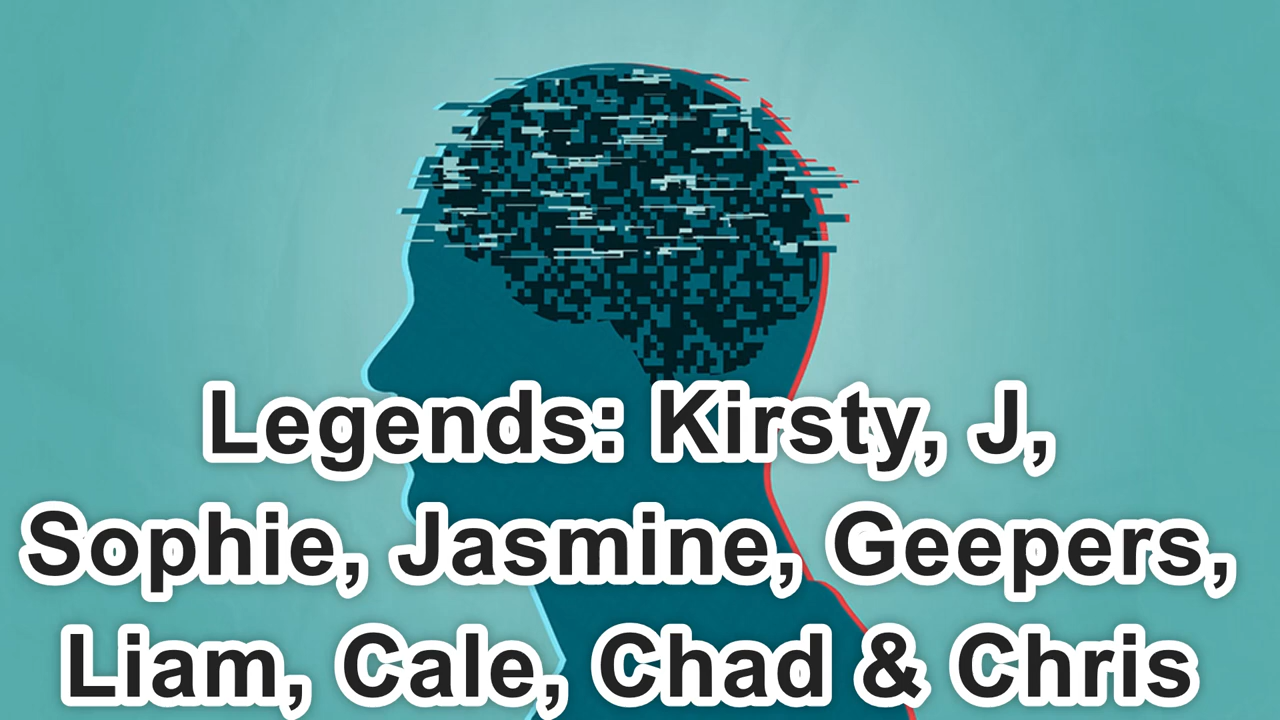 Legends: Kirsty, J,
Sophie, Jasmine, Geepers,
Liam, Cale, Chad & Chris